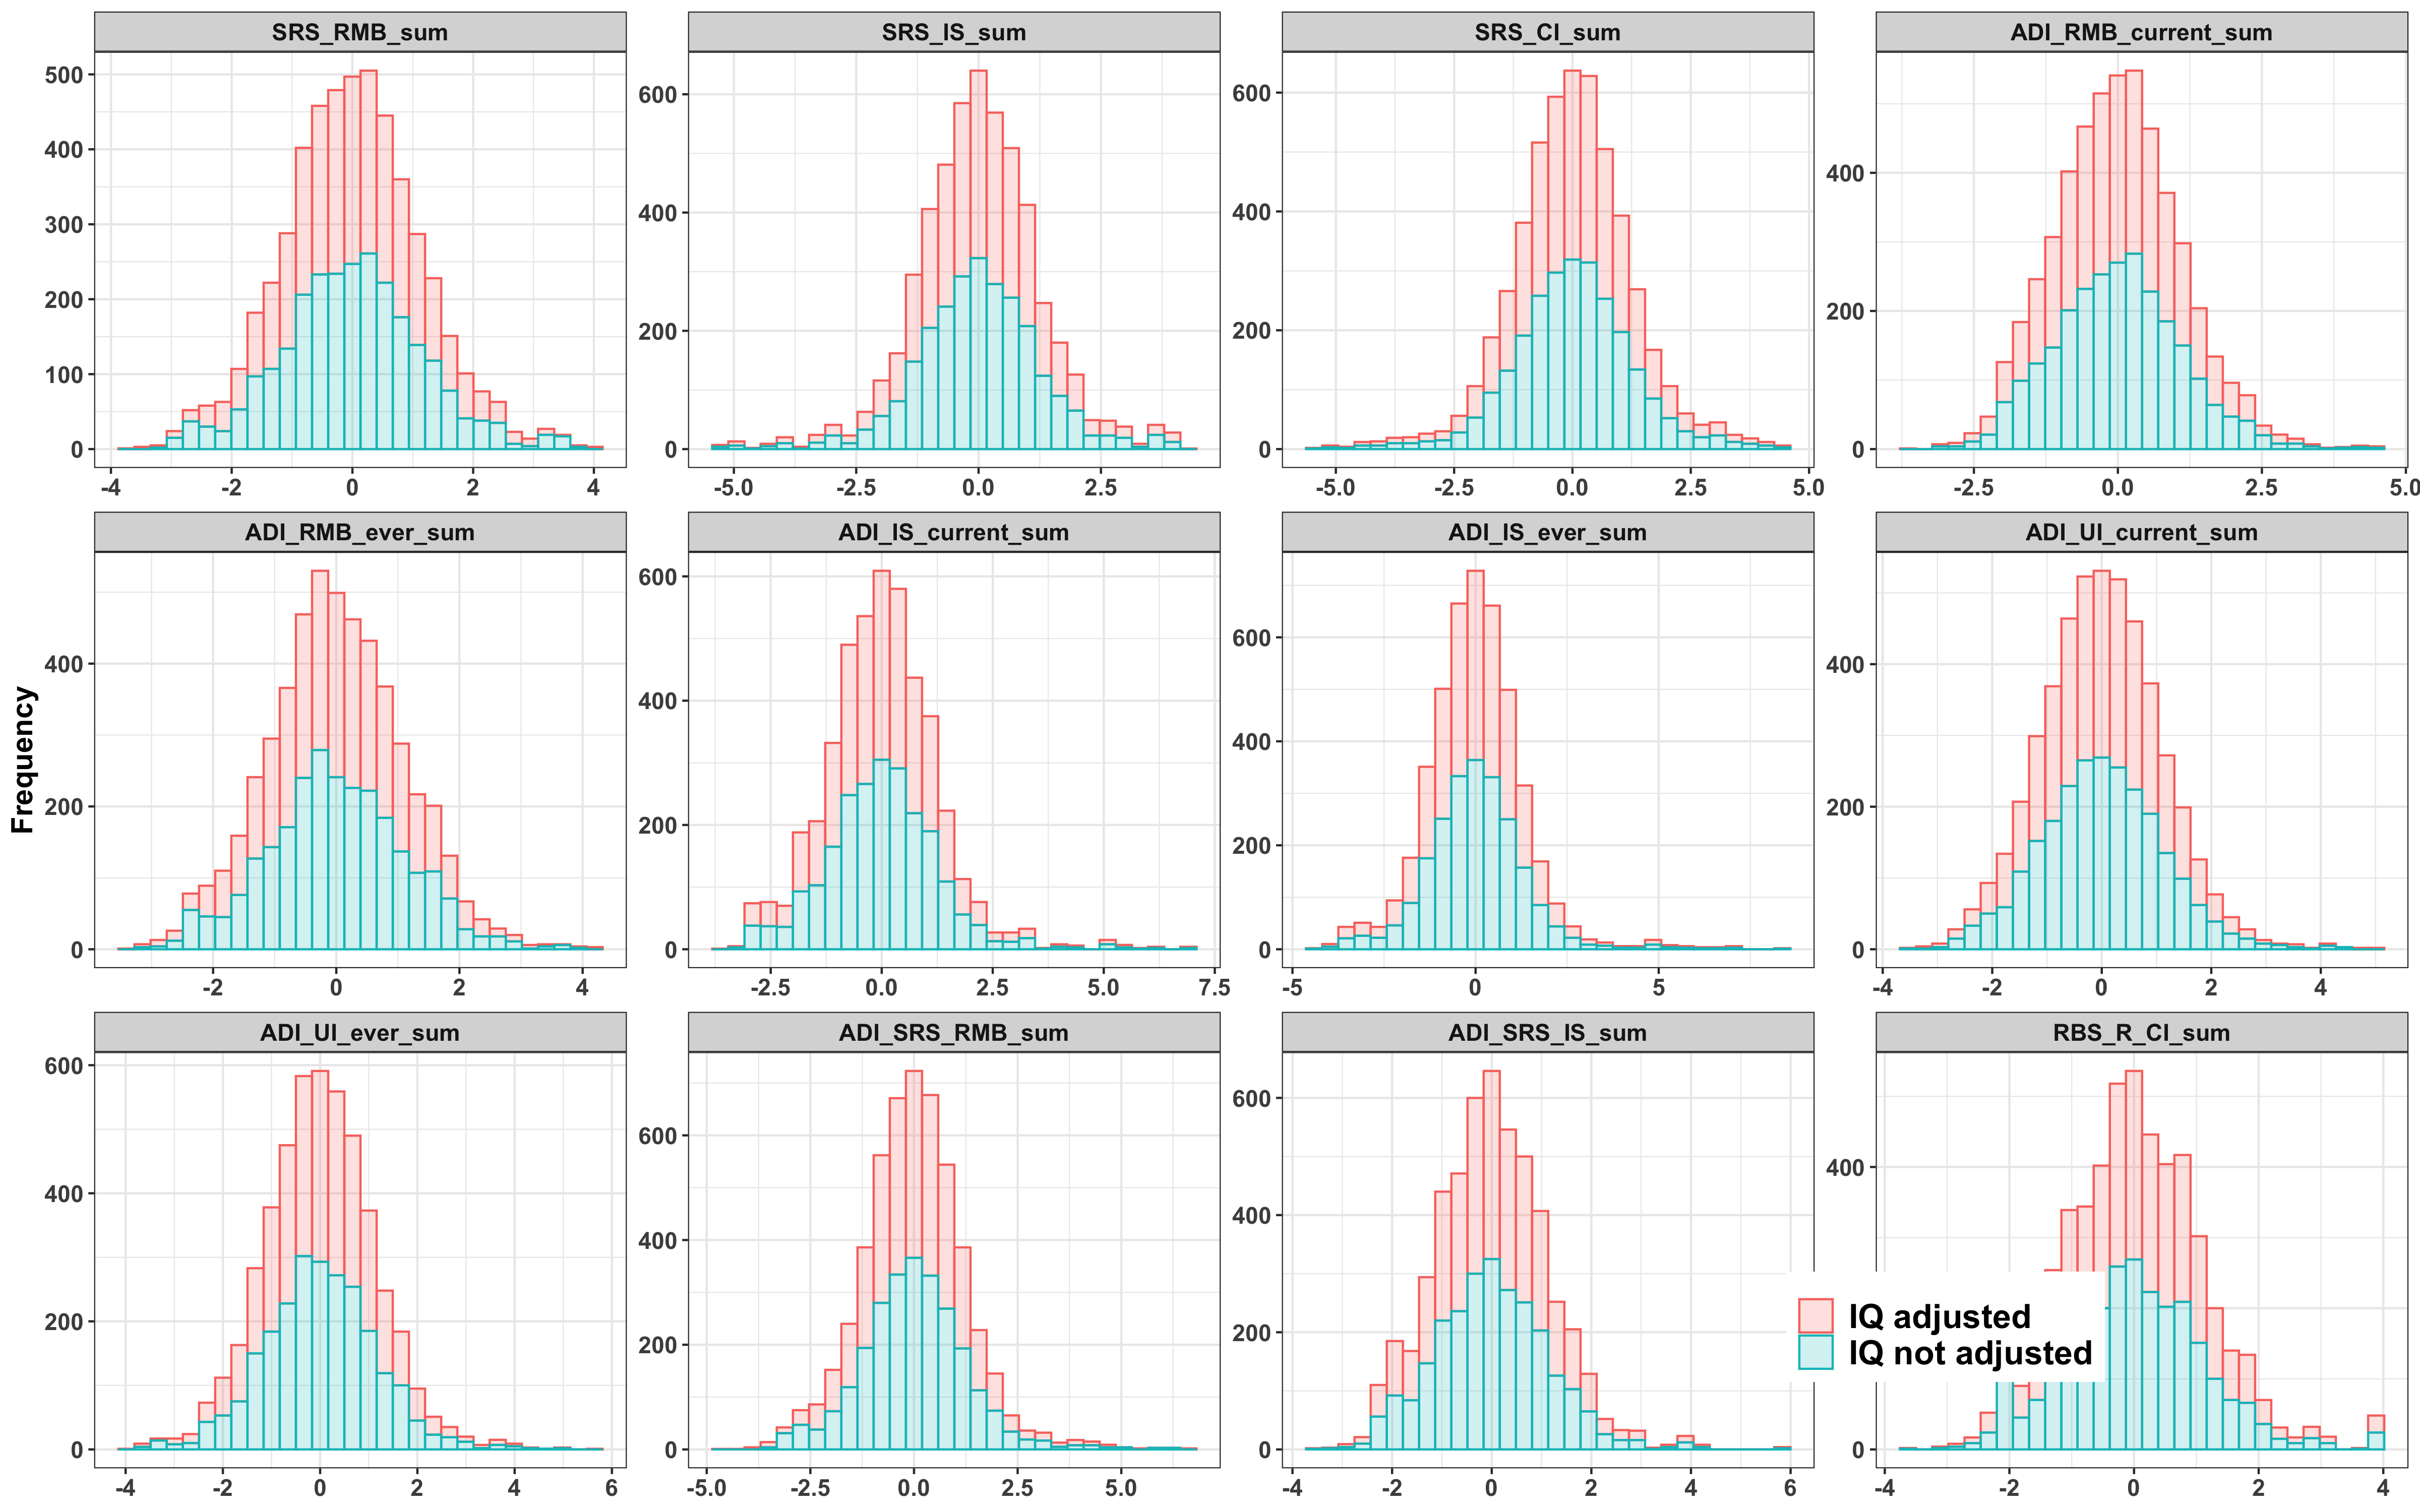 SRS_RMB_sum SRS_IS_sum SRS_CI_sum ADI_RMB_current_sum
500
400
300
200
100
0
600
400
200
0
600
400
200
0
400
200
0
-4 -2 0 2 4
-5.0 -2.5 0.0 2.5
-5.0 -2.5 0.0 2.5 5.0
-2.5 0.0 2.5 5.0
ADI_RMB_ever_sum ADI_IS_current_sum ADI_IS_ever_sum ADI_UI_current_sum
Frequency
400
200
0
600
400
200
0
600
400
200
0
400
200
0
-2 0 2 4
-2.5 0.0 2.5 5.0 7.5
-5 0 5
-4 -2 0 2 4
ADI_UI_ever_sum ADI_SRS_RMB_sum ADI_SRS_IS_sum RBS_R_CI_sum
600
400
200
0
600
400
200
0
600
400
200
0
400
0
IQ adjusted
IQ not adjusted
-4 -2 0 2 4 6
-5.0 -2.5 0.0 2.5 5.0
-4 -2 0 2 4 6
-4 -2 0 2 4